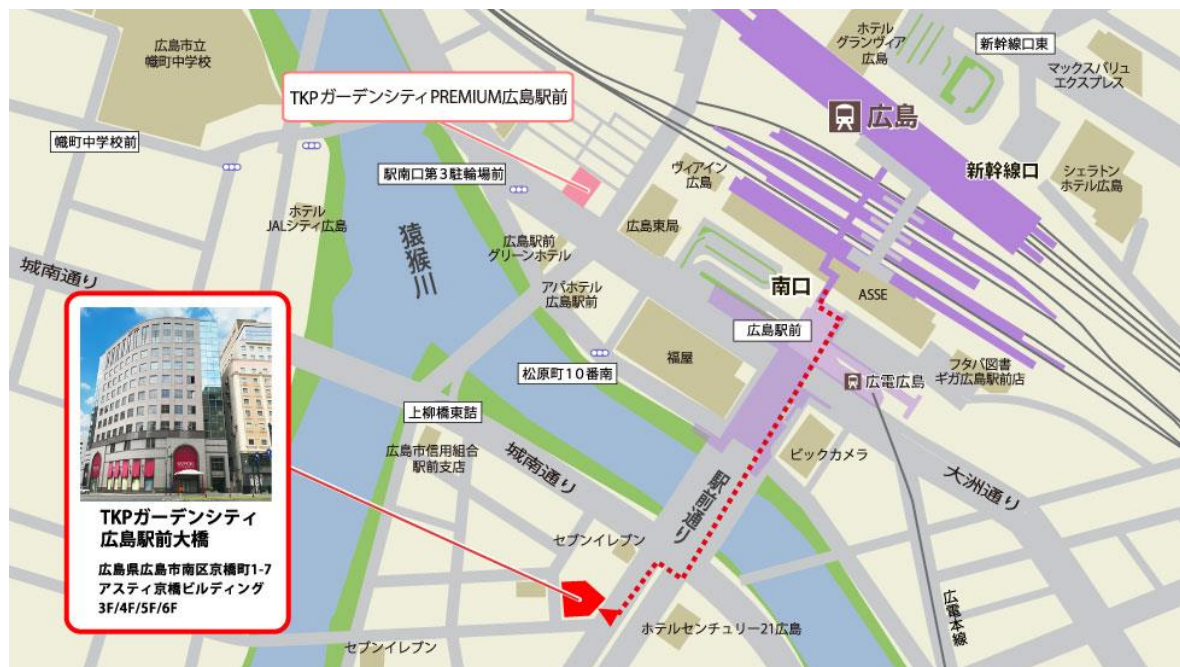 広島市立
幟町中学校
TKPガーデンシティPREMIUM広島駅前
ホテル
グランヴィア
広島
新幹線口東
マックスバリュ
エクスプレス
広島
幟町中学校前
駅南口第3駐輪場前
ヴィアイン
広島
新幹線口
シェラトン
ホテル広島
ホテル
JALシティ広島
猿猴川
広島駅前
グリーンホテル
広島東局
城南通り
アパホテル
広島駅前
南口
ASSE
広島駅前
福屋
松原町10番南
広電広島
フタバ図書
ギガ広島駅前店
上柳橋東詰
広島市信用組合
駅前支店
城南通り
ビックカメラ
大洲通り
駅前通り
TKPガーデンシティ
広島駅前大橋
広島県広島市南区京橋町1-7
アスティ京橋ビルディング
3F/4F/5F/6F
セブンイレブン
広電本線
ホテルセンチュリー21広島
セブンイレブン